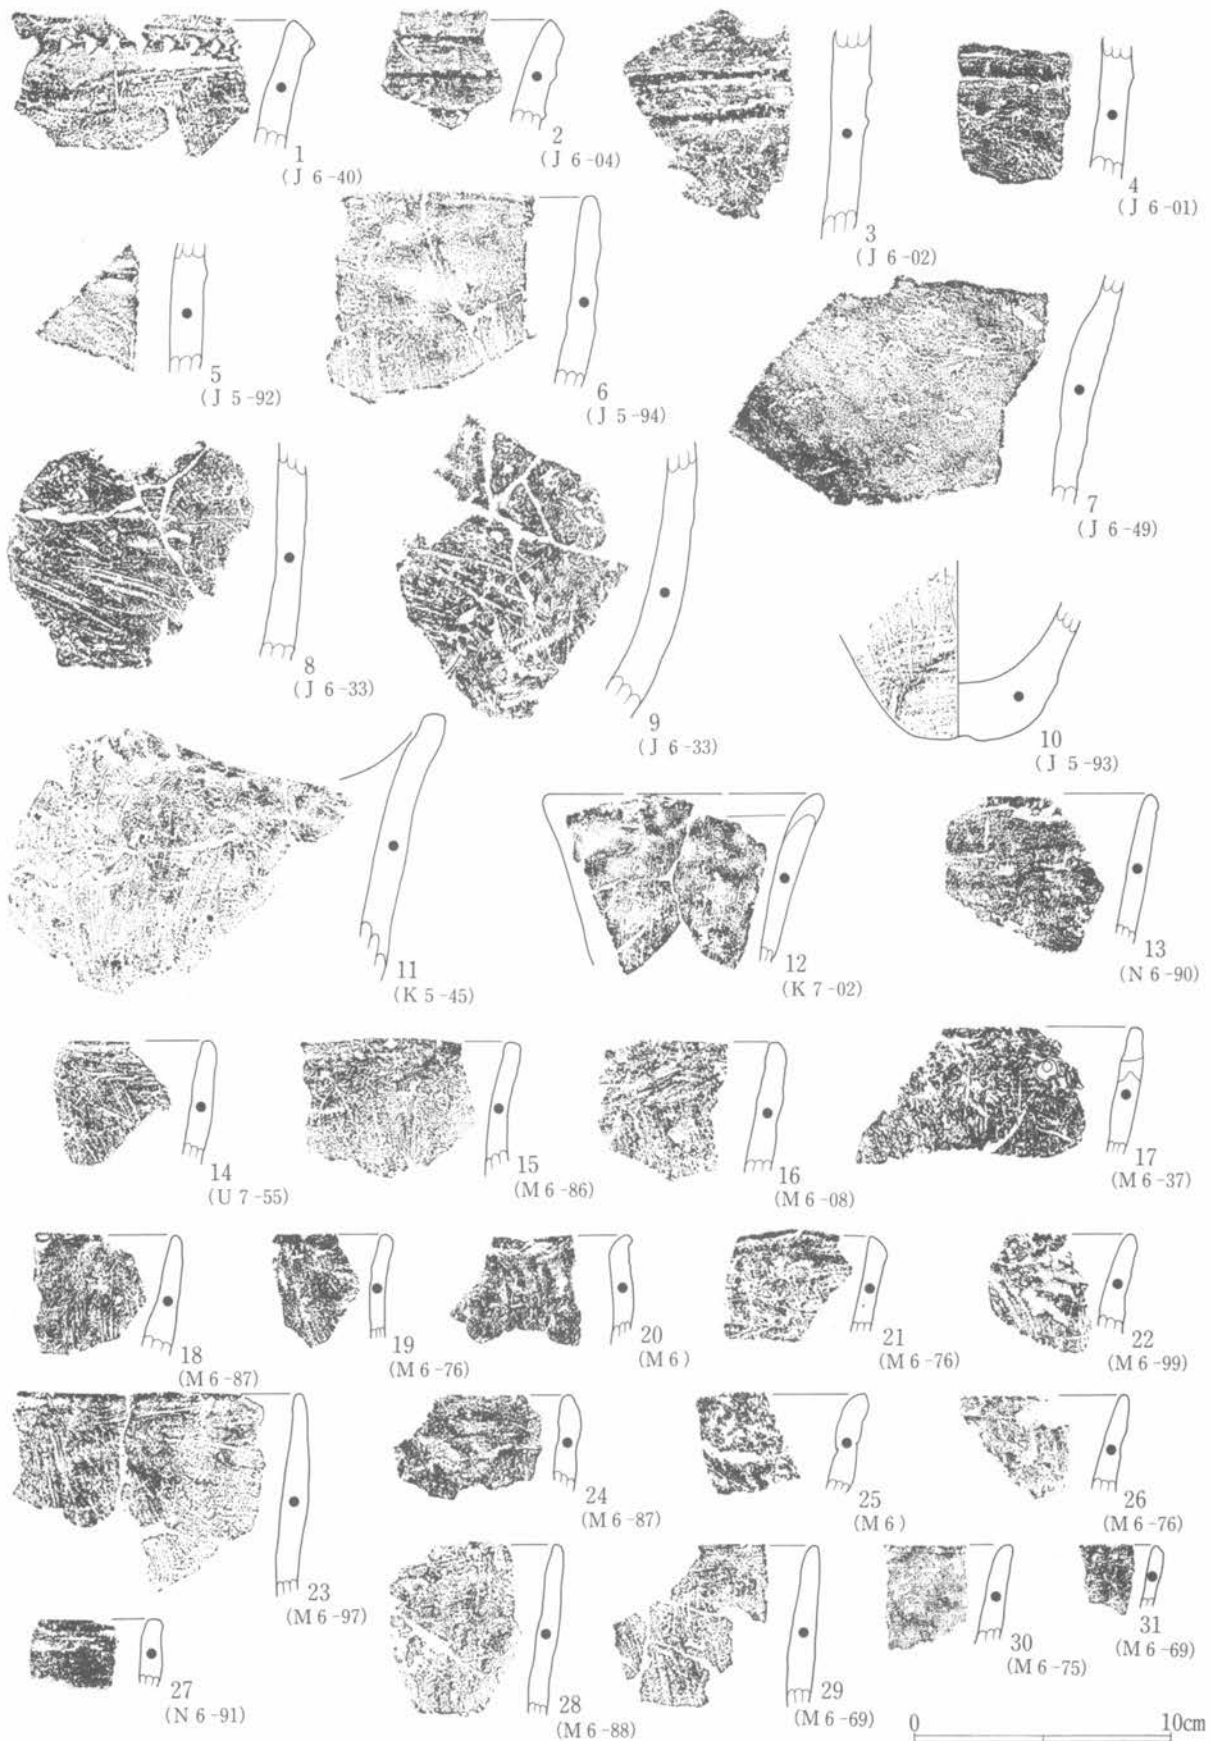 1
(J 6-40)
2
(J 6-04)
3
(J 6-02)
4
(J 6-01)
5
(J 5-92)
6
(J 5-94)
7
(J 6-49)
8
(J 6-33)
9
(J 6-33)
10
(J 5-93)
11
(K 5-45)
12
(K 7-02)
13
(N 6-90)
14
(U 7-55)
15
(M 6-86)
16
(M 6-08)
17
(M 6-37)
18
(M 6-87)
19
(M 6-76)
20
(M 6)
21
(M 6-76)
22
(M 6-99)
23
(M 6-97)
24
(M 6-87)
25
(M 6)
26
(M 6-76)
27
(N 6-91)
28
(M 6-88)
29
(M 6-69)
30
(M 6-75)
31
(M 6-69)
0 10cm